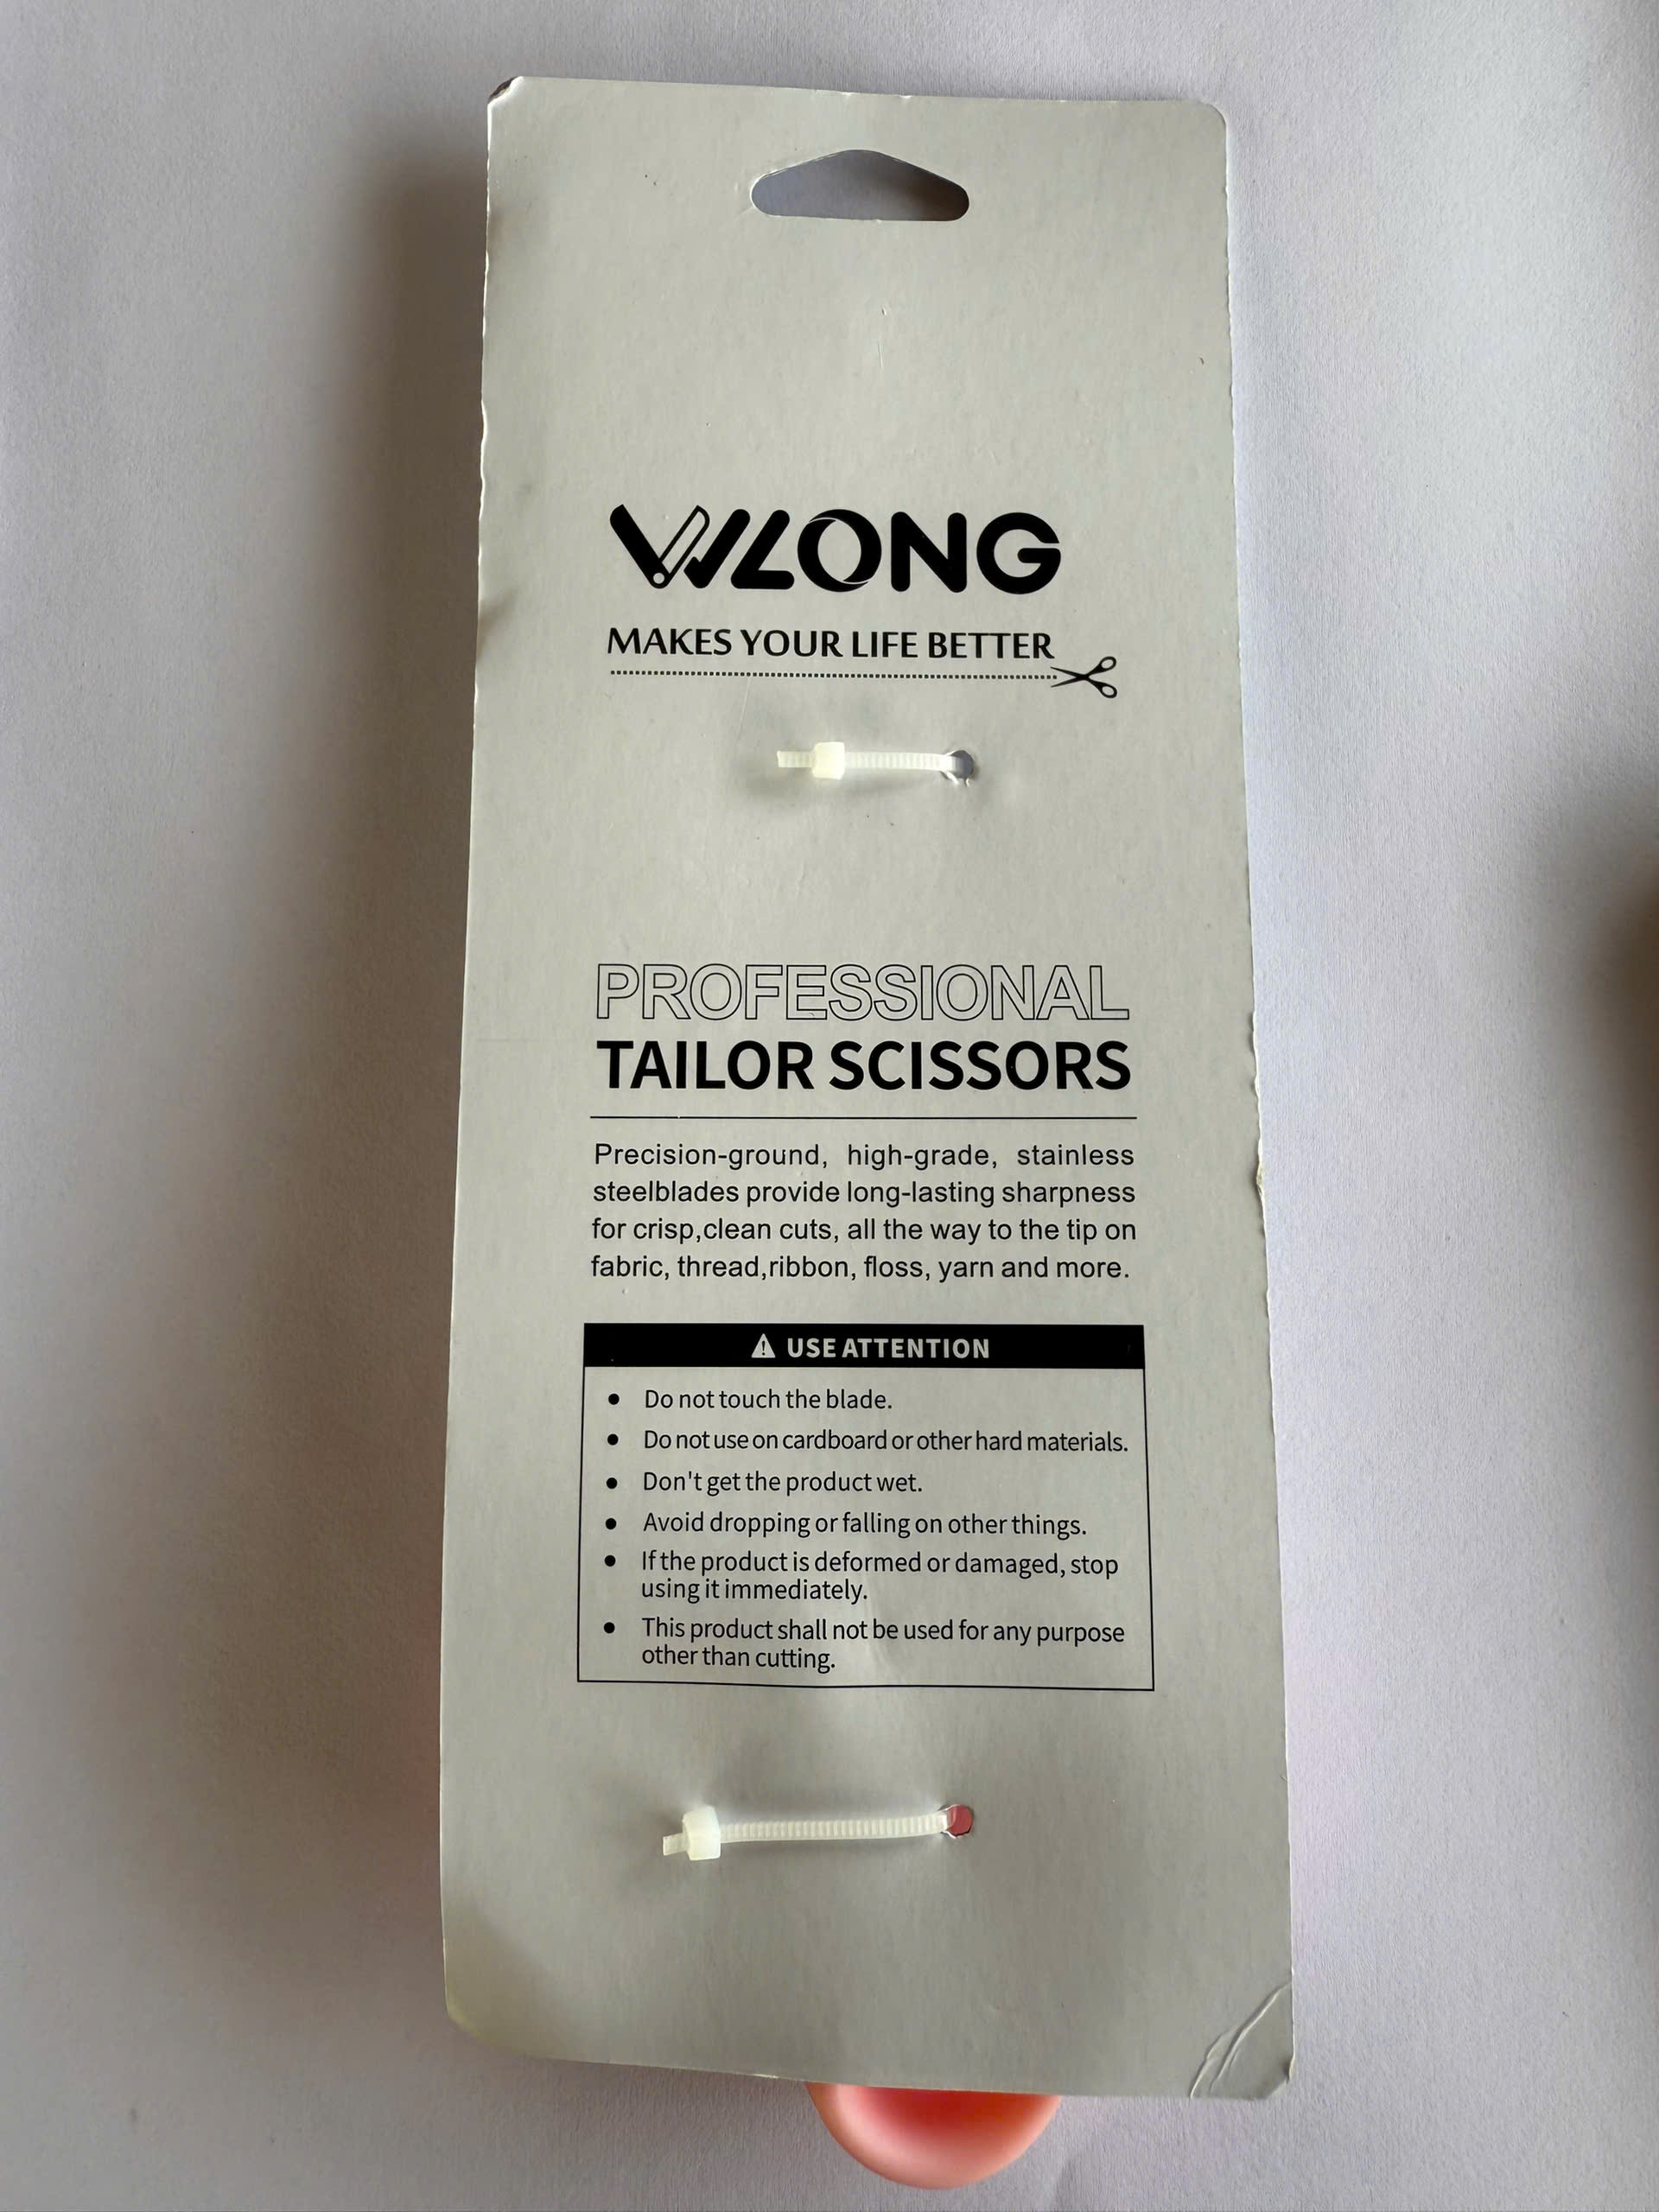 WLONG
MAKES YOUR LIFE BETTER
PROFESSIONAL
TAILOR SCISSORS
Precision-ground, high-grade, stainless
steelblades provide long-lasting sharpness
for crisp,clean cuts, all the way to the tip on
fabric, thread,ribbon, floss, yarn and more.
USE ATTENTION
● Do not touch the blade.
● Do not use on cardboard or other hard materials.
● Don't get the product wet.
● Avoid dropping or falling on other things.
● If the product is deformed or damaged, stop
using it immediately.
● This product shall not be used for any purpose
other than cutting.